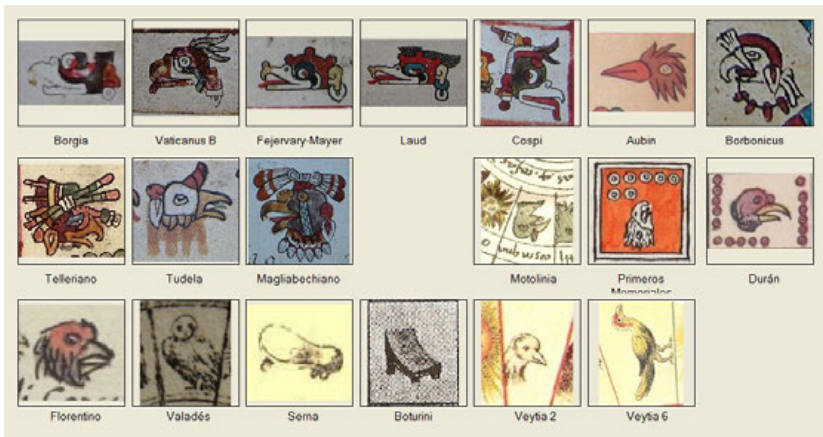 Borgia
Vaticanus B
Fejervary-Mayer
Laud
Cospi
Aubin
Borbonicus
Telleriano
Tudela
Magliabechiano
Motolinia
Primeros
Memoriales
Durán
Florentino
Valadés
Serna
Boturini
Veytia 2
Veytia 6